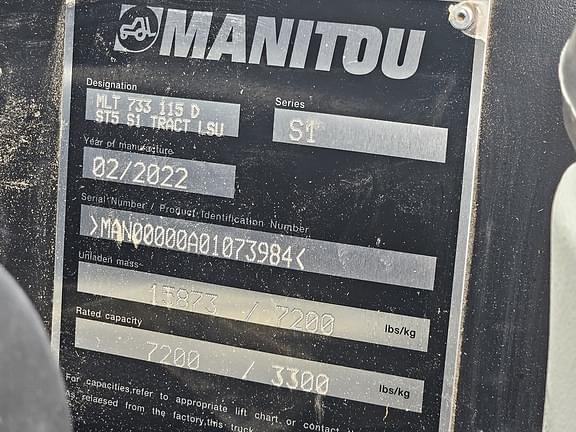 MANITOU
Designation
MLT 733 115 D
ST5 S1 TRACT LSU
Series
S1
Year of manufacture
02/2022
Serial Number / Product Identification Number
>MAN00000A01073984<
Unladen mass
15873 / 7200 lbs/kg
Rated capacity
7200 / 3300 lbs/kg
For capacities,refer to appropriate lift chart, or contact
As relaesed from the factory,this truck